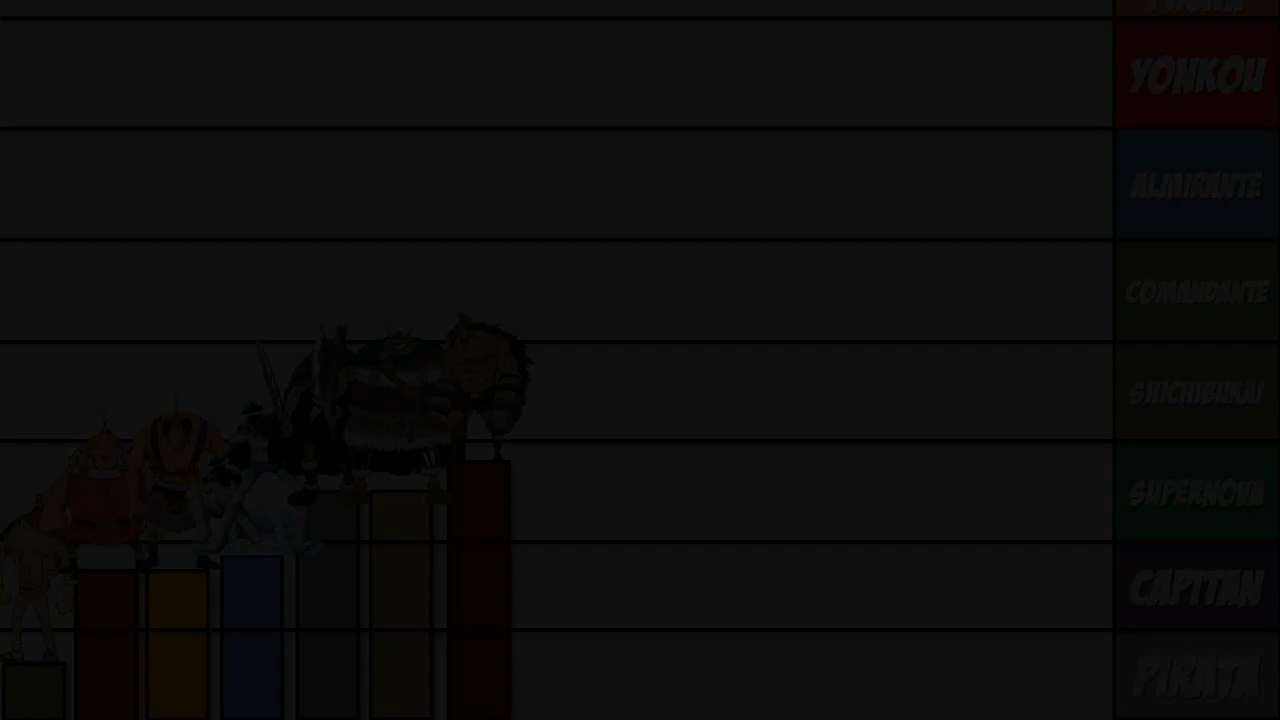 YONKOU
ALMIRANTE
COMANDANTE
SHICHIBUKAI
SUPERNOVA
CAPITAN
PIRATA